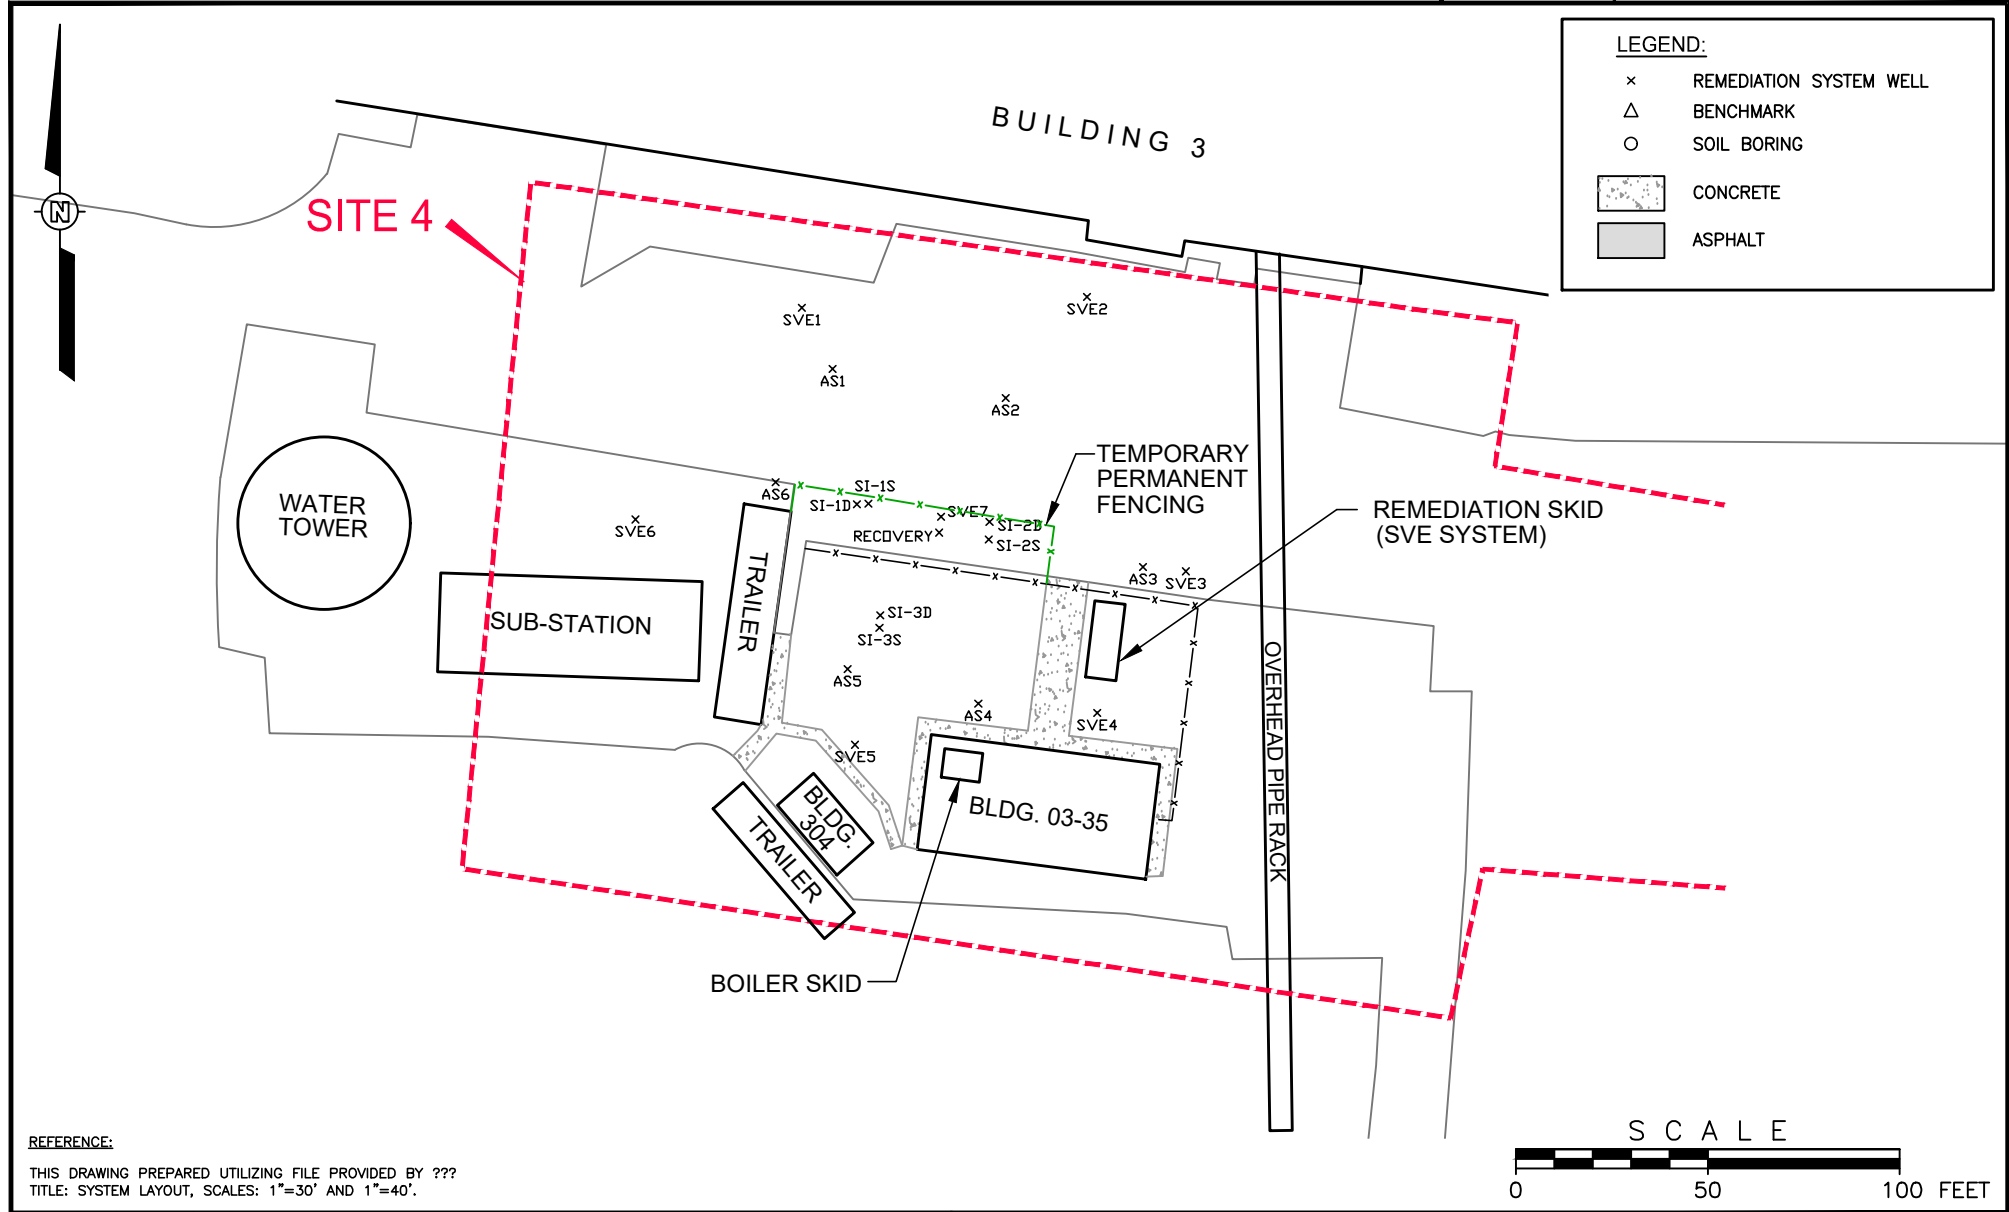 LEGEND:
REMEDIATION SYSTEM WELL
BENCHMARK
SOIL BORING
CONCRETE
ASPHALT
BUILDING 3
N
SITE 4
SVE1
SVE2
AS1
AS2
TEMPORARY
PERMANENT
FENCING
REMEDIATION SKID
(SVE SYSTEM)
WATER
TOWER
AS6
SVE6
SI-1S
SI-1D
SVE7
SI-2D
RECOVERY
SI-2S
AS3
SVE3
TRAILER
SUB-STATION
SI-3D
SI-3S
AS5
AS4
SVE4
SVE5
OVERHEAD PIPE RACK
BLDG.
304
TRAILER
BLDG. 03-35
BOILER SKID
REFERENCE:
THIS DRAWING PREPARED UTILIZING FILE PROVIDED BY ???
TITLE: SYSTEM LAYOUT, SCALES: 1"=30' AND 1"=40'.
SCALE
0 50 100 FEET